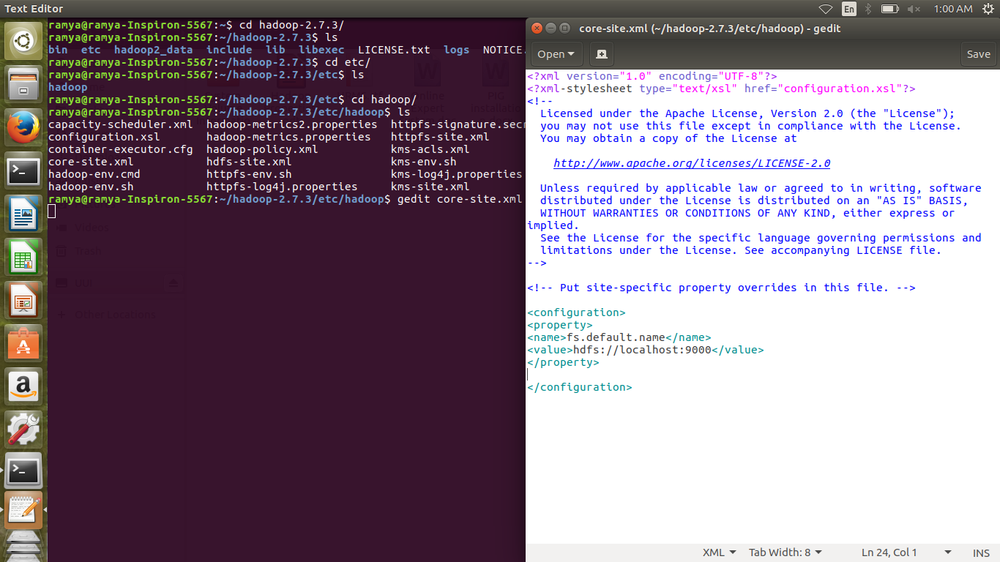 Text Editor
En
1:00 AM
ramya@ramya-Inspiron-5567:~$ cd hadoop-2.7.3/
ramya@ramya-Inspiron-5567:~/hadoop-2.7.3$ ls
bin etc hadoop2_data include lib libexec LICENSE.txt logs NOTICE.
ramya@ramya-Inspiron-5567:~/hadoop-2.7.3$ cd etc/
ramya@ramya-Inspiron-5567:~/hadoop-2.7.3/etc$ ls
hadoop
ramya@ramya-Inspiron-5567:~/hadoop-2.7.3/etc$ cd hadoop/
ramya@ramya-Inspiron-5567:~/hadoop-2.7.3/etc/hadoop$ ls
capacity-scheduler.xml hadoop-metrics2.properties httpfs-signature.secr
configuration.xsl hadoop-metrics.properties httpfs-site.xml
container-executor.cfg hadoop-policy.xml kms-acls.xml
core-site.xml hdfs-site.xml kms-env.sh
hadoop-env.cmd httpfs-env.sh kms-log4j.properties
hadoop-env.sh httpfs-log4j.properties kms-site.xml
ramya@ramya-Inspiron-5567:~/hadoop-2.7.3/etc/hadoop$ gedit core-site.xml
Videos
Trash
UUI
Other Locations
core-site.xml (~/hadoop-2.7.3/etc/hadoop) - gedit
Open
Save
<?xml version="1.0" encoding="UTF-8"?>
<?xml-stylesheet type="text/xsl" href="configuration.xsl"?>
<!--
Licensed under the Apache License, Version 2.0 (the "License");
you may not use this file except in compliance with the License.
You may obtain a copy of the License at
http://www.apache.org/licenses/LICENSE-2.0
Unless required by applicable law or agreed to in writing, software
distributed under the License is distributed on an "AS IS" BASIS,
WITHOUT WARRANTIES OR CONDITIONS OF ANY KIND, either express or
implied.
See the License for the specific language governing permissions and
limitations under the License. See accompanying LICENSE file.
-->
<!-- Put site-specific property overrides in this file. -->
<configuration>
<property>
<name>fs.default.name</name>
<value>hdfs://localhost:9000</value>
</property>
</configuration>
XML
Tab Width: 8
Ln 24, Col 1
INS